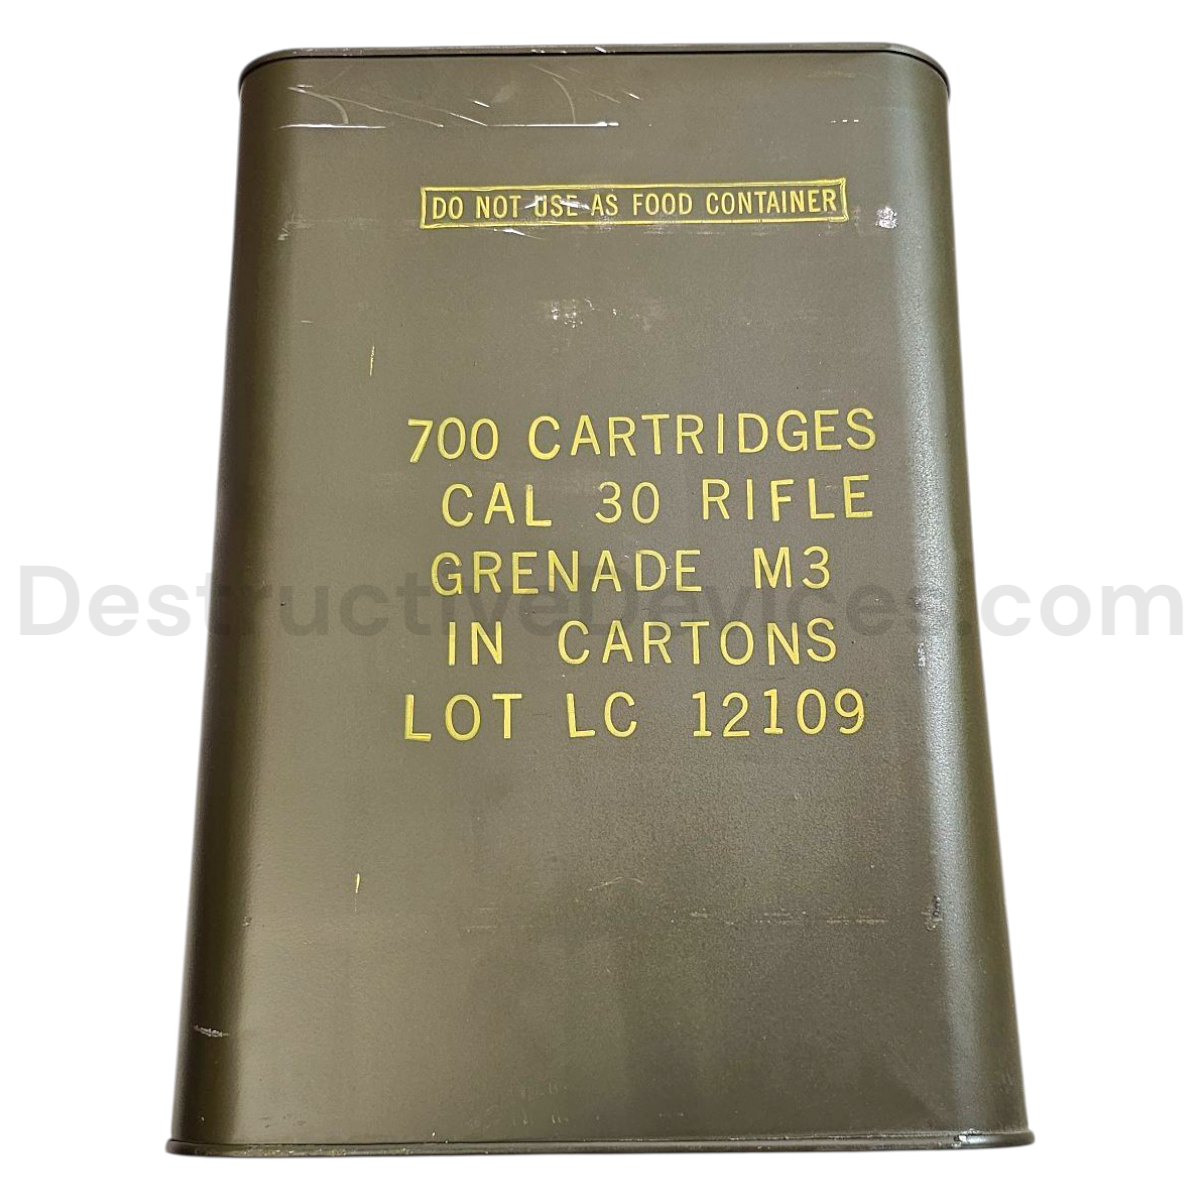 DO NOT USE AS FOOD CONTAINER
700 CARTRIDGES
CAL 30 RIFLE
GRENADE M3
DestructiveDevices.com
IN CARTONS
LOT LC 12109